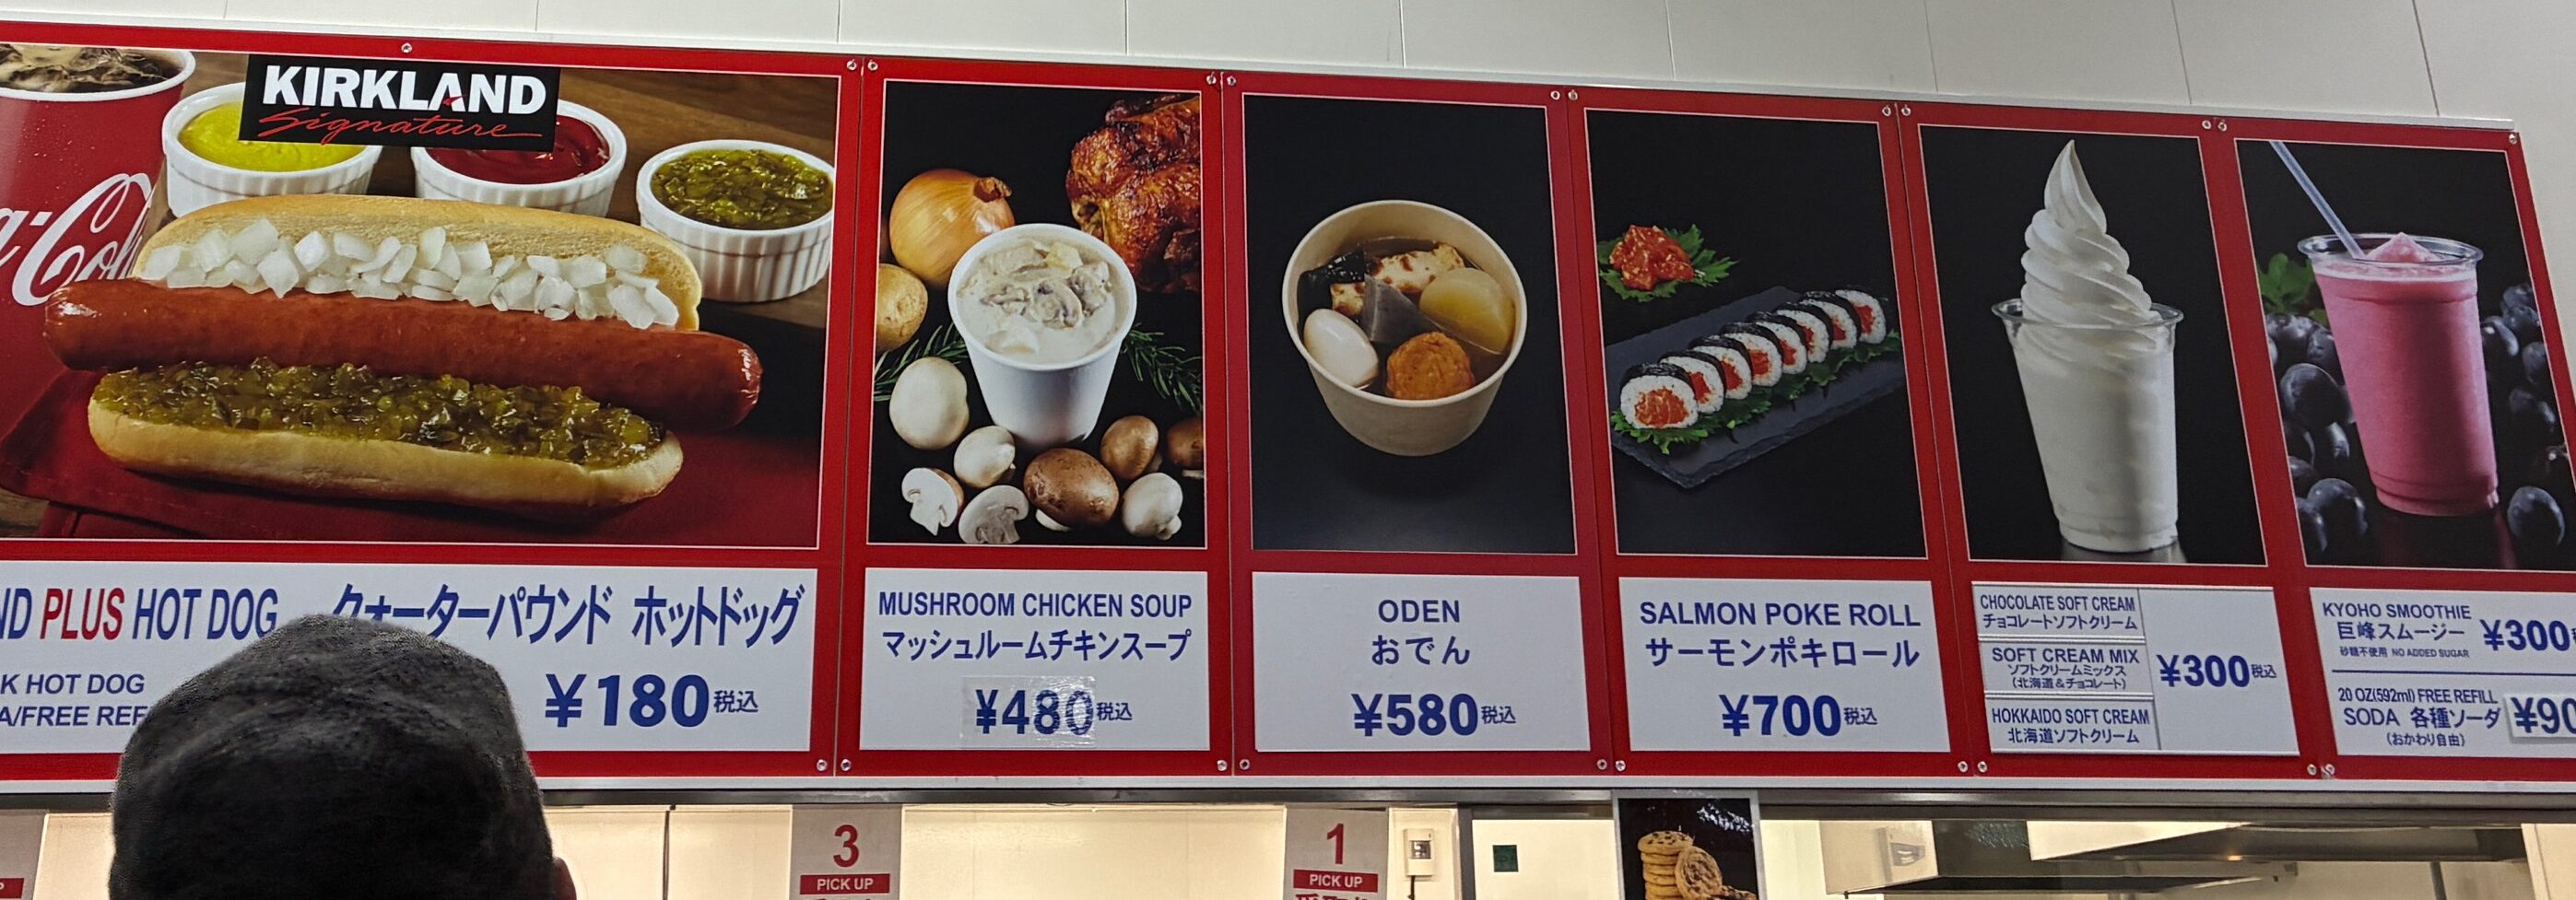 KIRKLAND
Signature
PLUS HOT DOG
クォーターパウンド ホットドッグ
HOT DOG
¥180税込
MUSHROOM CHICKEN SOUP
マッシュルームチキンスープ
¥480税込
ODEN
おでん
¥580税込
SALMON POKE ROLL
サーモンポキロール
¥700税込
CHOCOLATE SOFT CREAM
チョコレートソフトクリーム
SOFT CREAM MIX
ソフトクリームミックス
(北海道&チョコレート)
HOKKAIDO SOFT CREAM
北海道ソフトクリーム
¥300税込
KYOHO SMOOTHIE
巨峰スムージー
砂糖不使用 NO ADDED SUGAR
¥300
20 OZ(592ml) FREE REFILL
SODA 各種ソーダ
(おかわり自由)
¥90
3
PICK UP
1
PICK UP